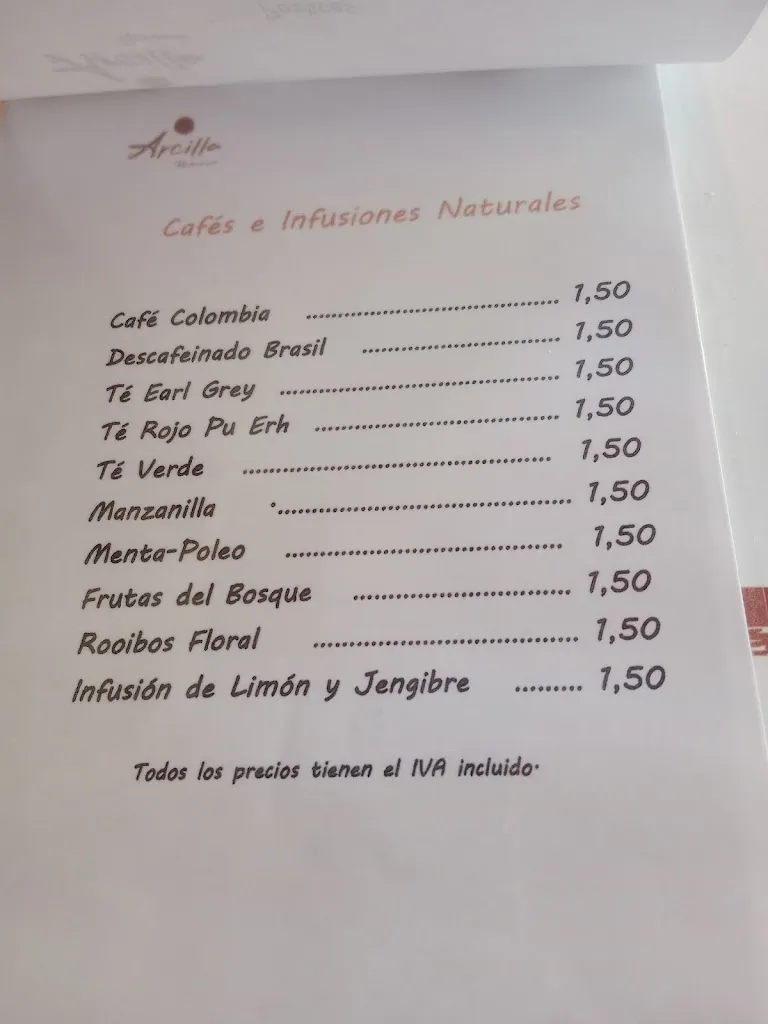 Arcilla
Cafés e Infusiones Naturales
Café Colombia .......................................... 1,50
Descafeinado Brasil ................................. 1,50
Té Earl Grey .............................................. 1,50
Té Rojo Pu Erh ........................................ 1,50
Té Verde .................................................. 1,50
Manzanilla ................................................ 1,50
Menta-Poleo ............................................. 1,50
Frutas del Bosque ................................... 1,50
Rooibos Floral .......................................... 1,50
Infusión de Limón y Jengibre ......... 1,50
Todos los precios tienen el IVA incluido.